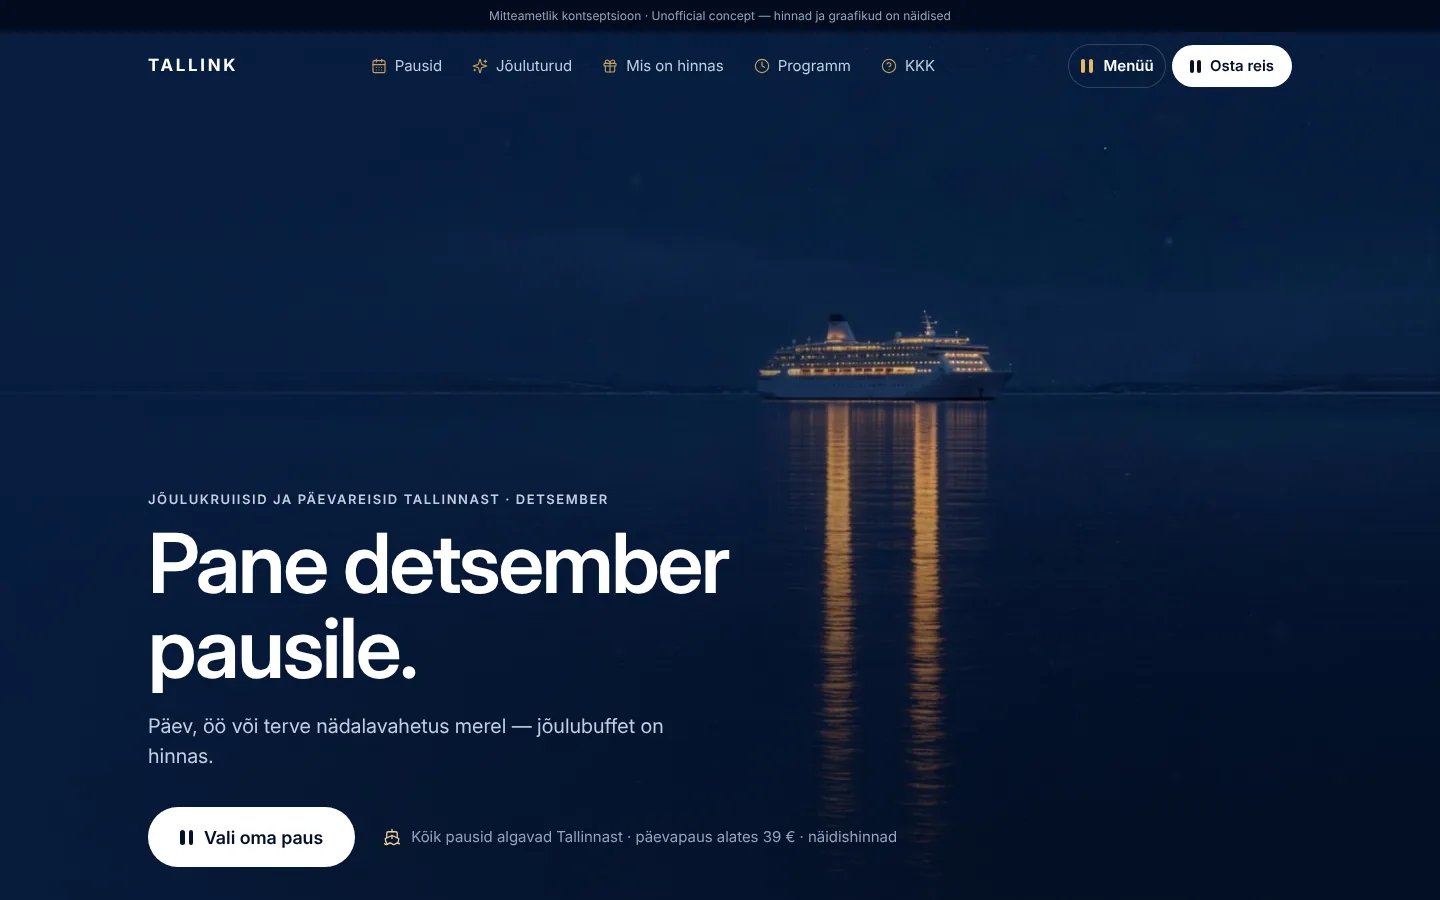 Mitteametlik kontseptsioon · Unofficial concept — hinnad ja graafikud on näidised
TALLINK
Pausid
Jõuluturud
Mis on hinnas
Programm
KKK
Menüü
Osta reis
JÕULUKRUIISID JA PÄEVAREISID TALLINNAST · DETSEMBER
Pane detsember
pausile.
Päev, öö või terve nädalavahetus merel — jõulubuffet on
hinnas.
Vali oma paus
Kõik pausid algavad Tallinnast · päevapaus alates 39 € · näidishinnad